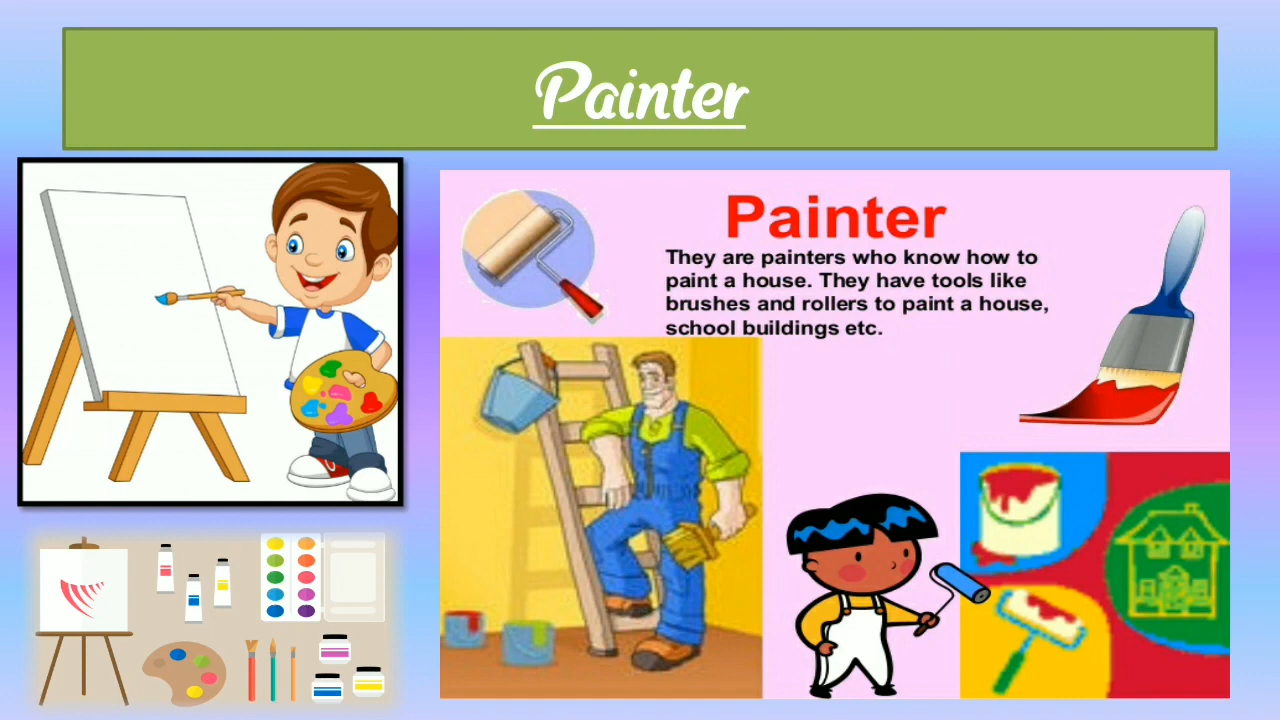 Painter
Painter
They are painters who know how to
paint a house. They have tools like
brushes and rollers to paint a house,
school buildings etc.